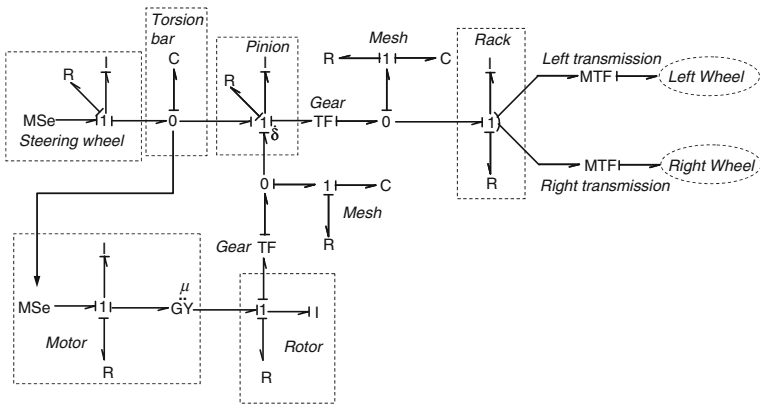 Torsion
bar
Pinion
Mesh
Rack
I
C
I
R
1
C
I
Left transmission
R
R
Gear
MTF
Left Wheel
MSe
1
0
1
TF
0
1
Steering wheel
δ̇
MTF
Right Wheel
0
1
C
R
Right transmission
Mesh
Gear
TF
R
I
μ
MSe
1
GY
1
I
Motor
R
R
Rotor